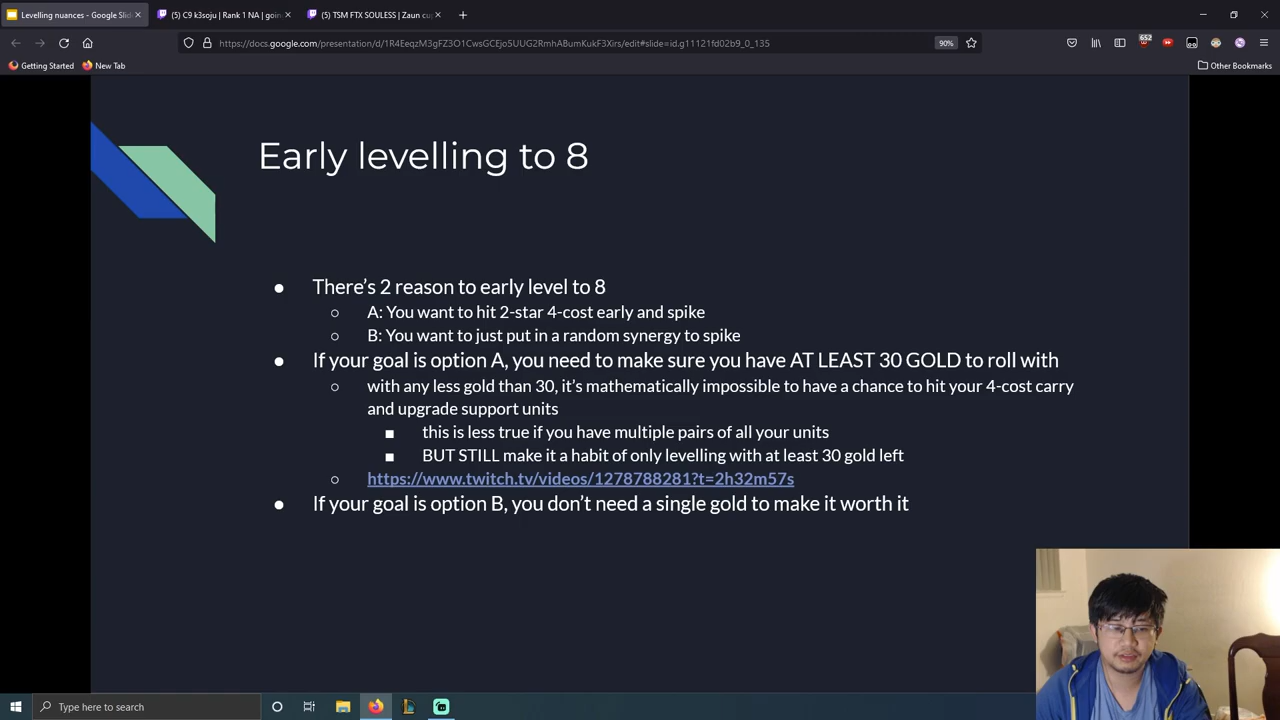 Levelling nuances - Google Slid
(5) C9 k3soju | Rank 1 NA | goin
(5) TSM FTX SOULESS | Zaun cup
https://docs.google.com/presentation/d/1R4EeqzM3gFZ3O1CwsGCEjo5UUG2RmhABumKukF3Xirs/edit#slide=id.g11121fd02b9_0_135
90%
652
Getting Started
New Tab
Other Bookmarks
Early levelling to 8
● There's 2 reason to early level to 8
○ A: You want to hit 2-star 4-cost early and spike
○ B: You want to just put in a random synergy to spike
● If your goal is option A, you need to make sure you have AT LEAST 30 GOLD to roll with
○ with any less gold than 30, it's mathematically impossible to have a chance to hit your 4-cost carry
and upgrade support units
■ this is less true if you have multiple pairs of all your units
■ BUT STILL make it a habit of only levelling with at least 30 gold left
○ https://www.twitch.tv/videos/1278788281?t=2h32m57s
● If your goal is option B, you don't need a single gold to make it worth it
Type here to search